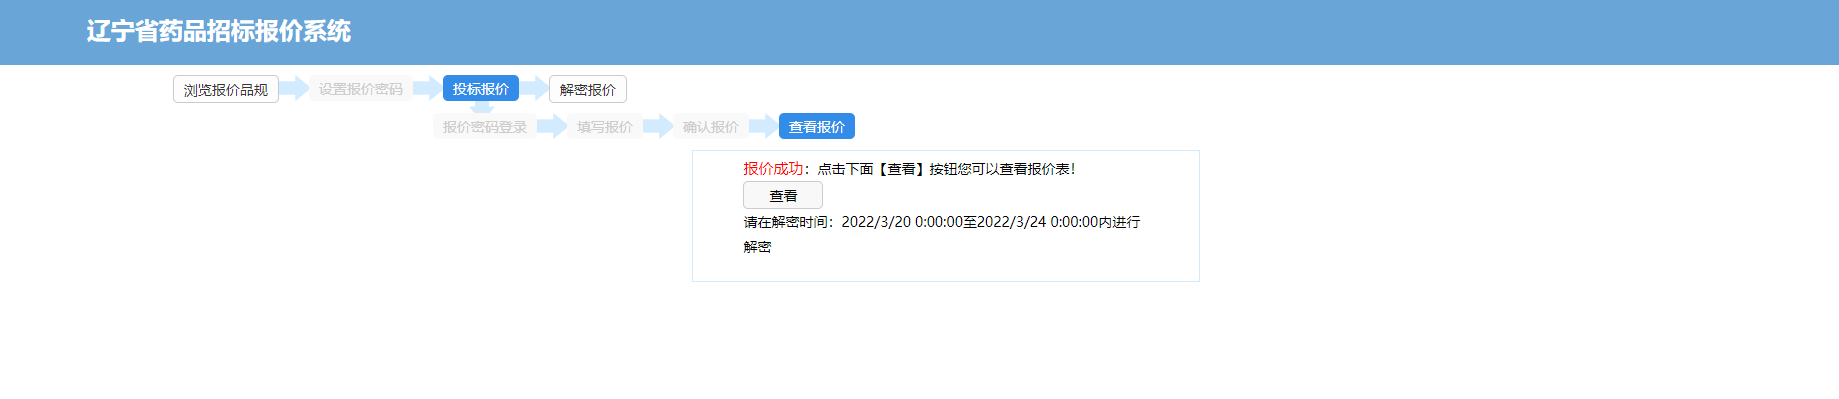 辽宁省药品招标报价系统
浏览报价品规 设置报价密码 投标报价 解密报价
报价密码登录 填写报价 确认报价 查看报价
报价成功：点击下面【查看】按钮您可以查看报价表!
查看
请在解密时间：2022/3/20 0:00:00至2022/3/24 0:00:00内进行
解密